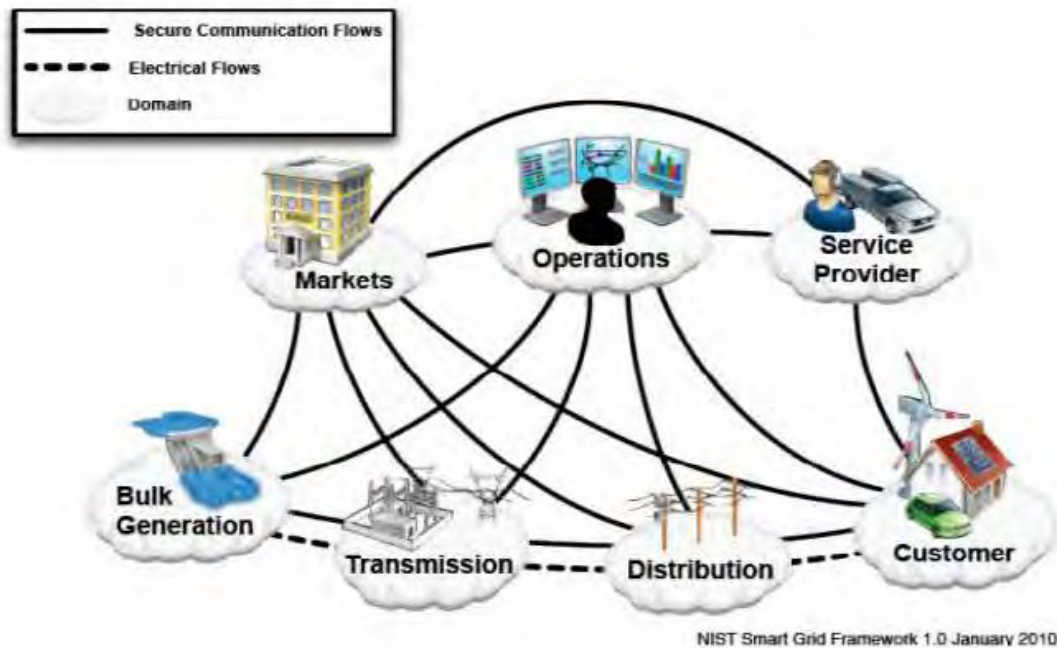 Secure Communication Flows
Electrical Flows
Domain
Markets
Operations
Service
Provider
Bulk
Generation
Transmission
Distribution
Customer
NIST Smart Grid Framework 1.0 January 2010